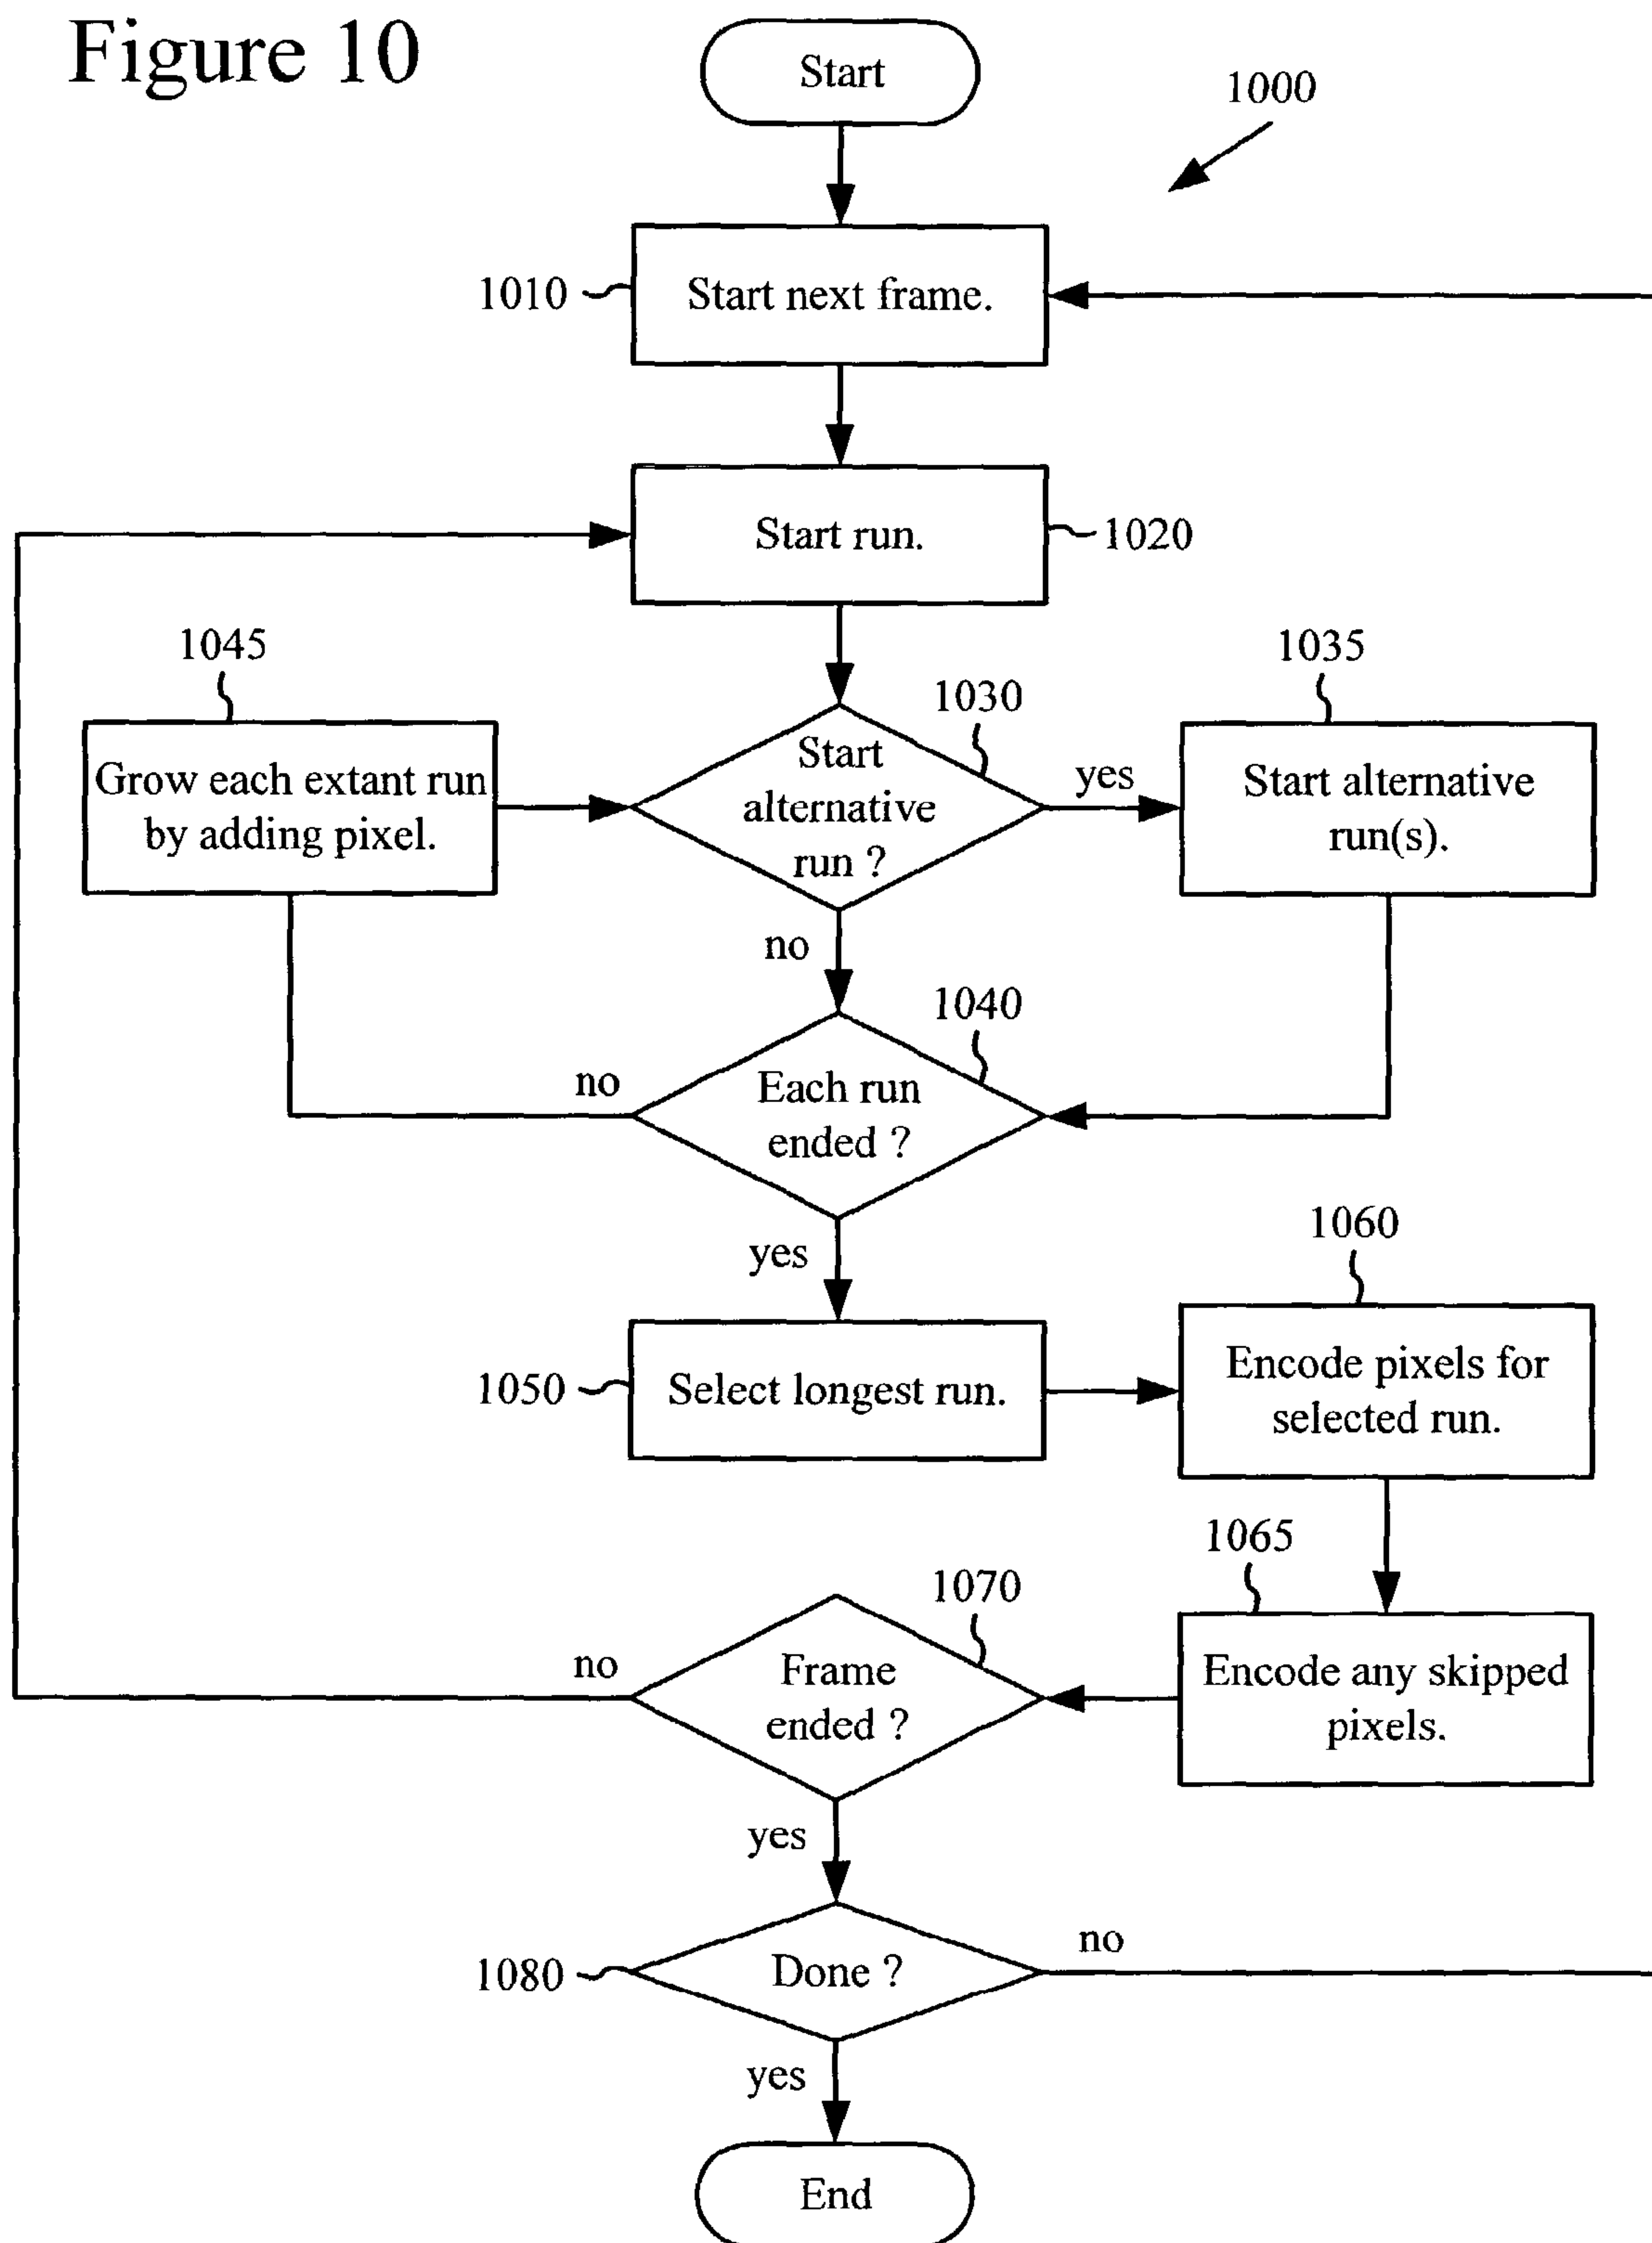 Figure 10
Start
1000
1010
Start next frame.
Start run.
1020
1045
1035
1030
Grow each extant run
by adding pixel.
Start
alternative
run ?
yes
Start alternative
run(s).
no
1040
no
Each run
ended ?
yes
1060
1050
Select longest run.
Encode pixels for
selected run.
1065
1070
no
Frame
ended ?
Encode any skipped
pixels.
yes
1080
Done ?
no
yes
End